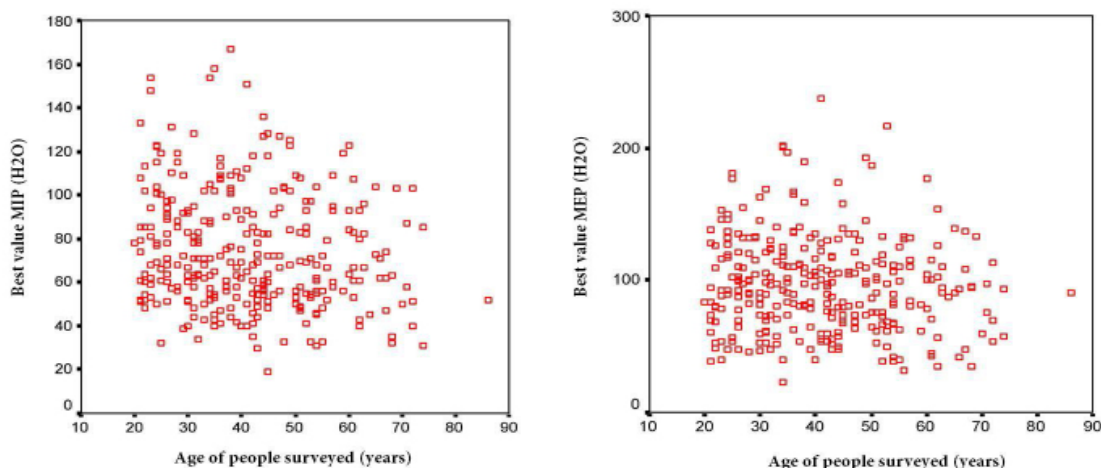 180
160
140
120
100
80
60
40
20
0
10 20 30 40 50 60 70 80 90
Best value MIP (H2O)
Age of people surveyed (years)
300
200
100
0
10 20 30 40 50 60 70 80 90
Best value MEP (H2O)
Age of people surveyed (years)